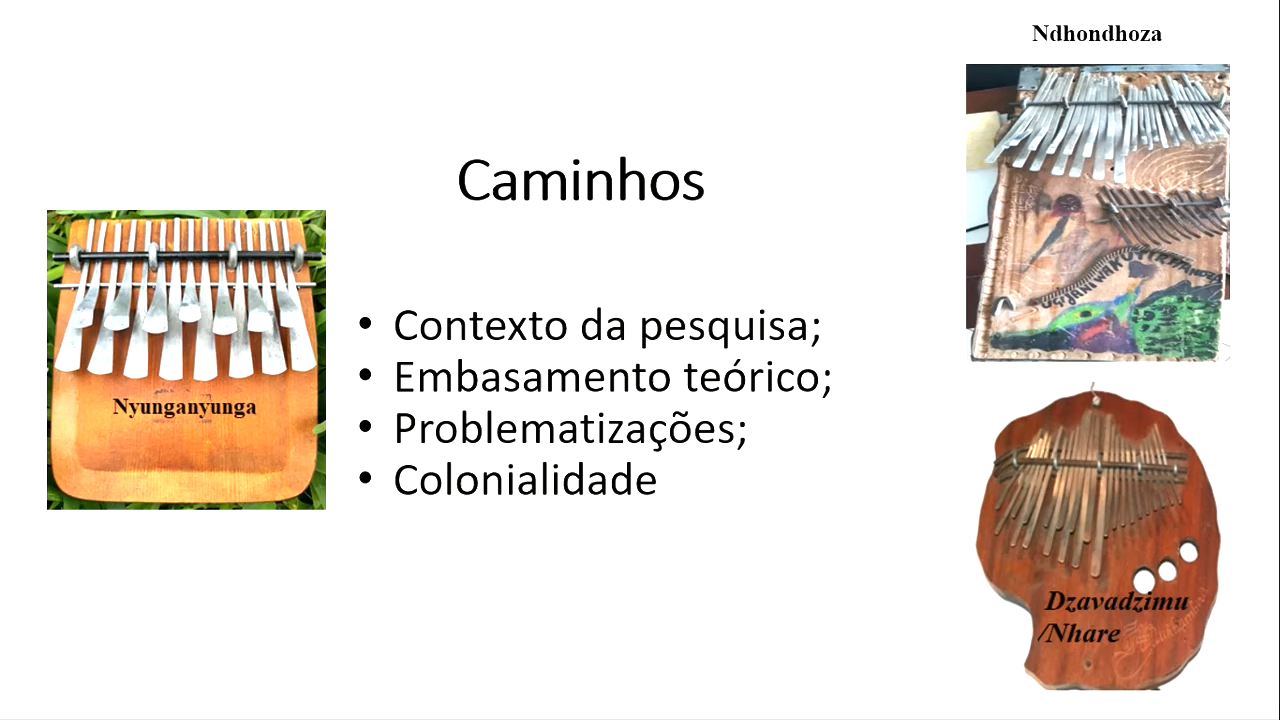 Ndhondhoza
Caminhos
Nyunganyunga
• Contexto da pesquisa;
• Embasamento teórico;
• Problematizações;
• Colonialidade
Dzavadzimu
/Nhare